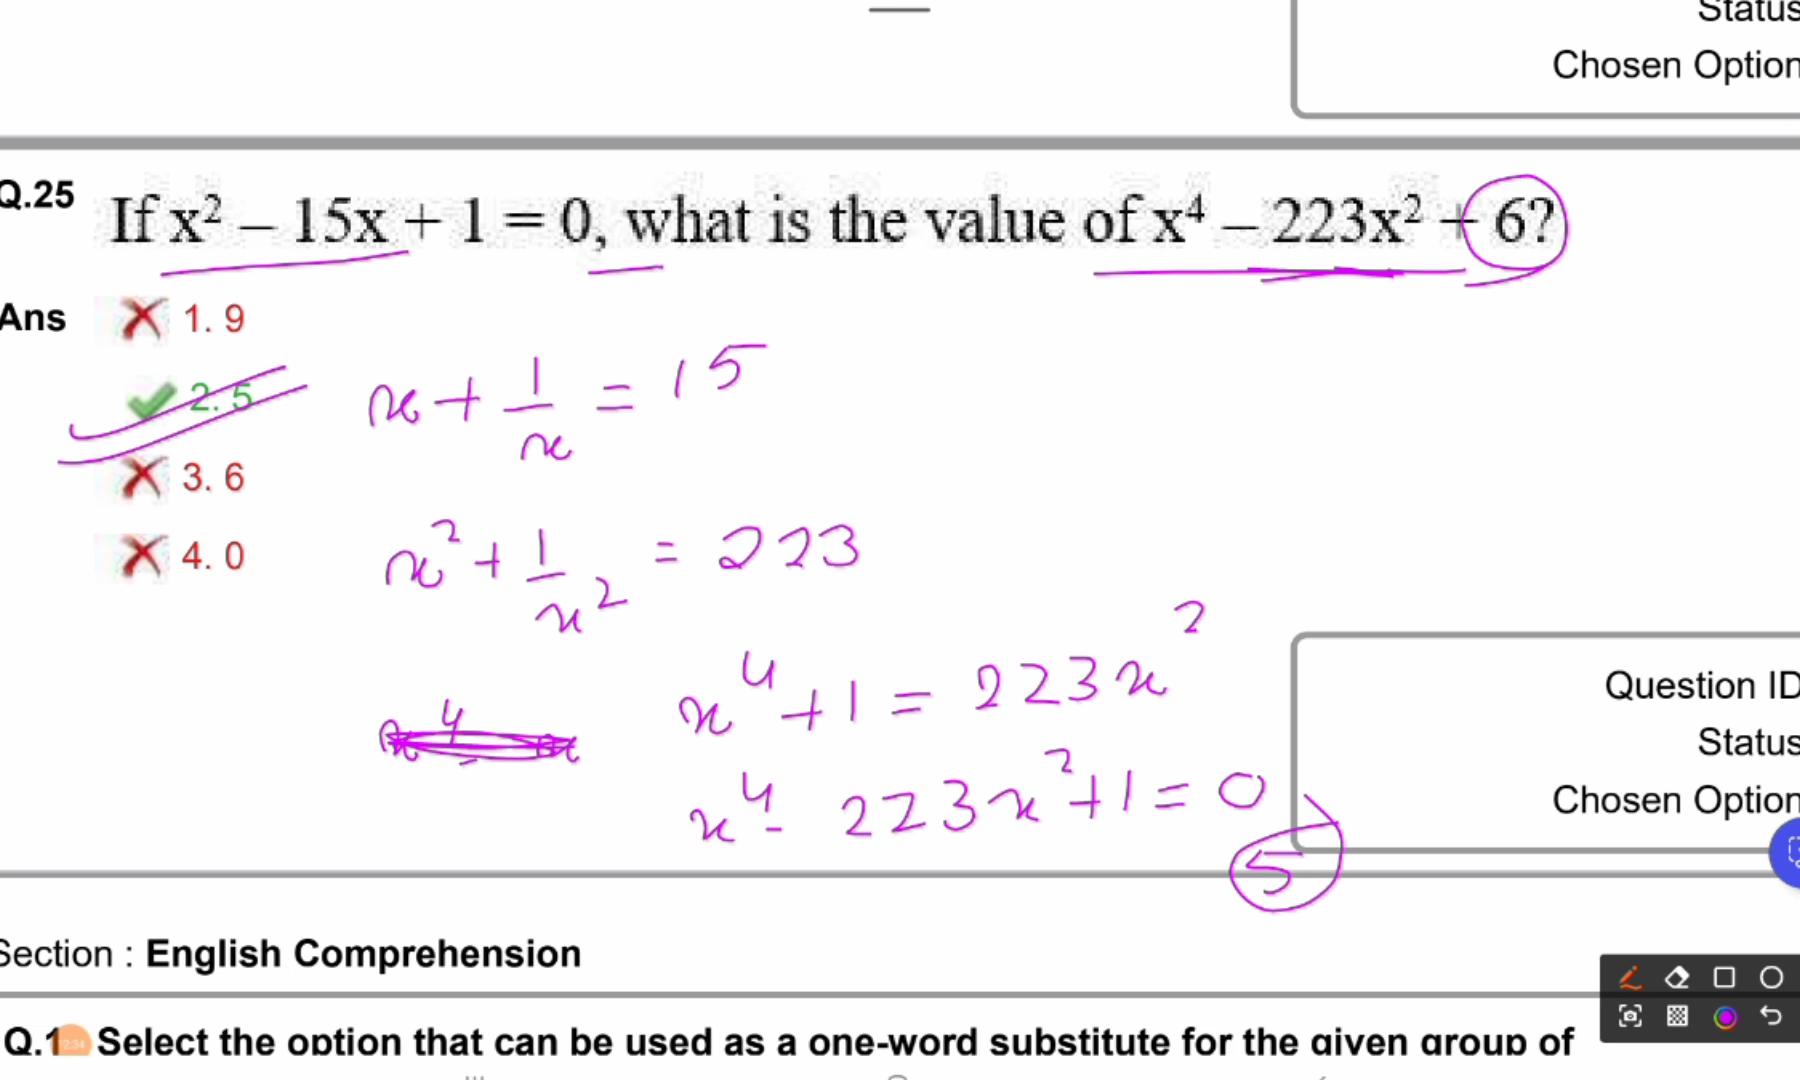 Status
Chosen Option
Q.25 If x² – 15x + 1 = 0, what is the value of x⁴ – 223x² + 6?
Ans 1. 9
2. 5
3. 6
4. 0
x + 1/x = 15
x² + 1/x² = 223
x⁴ + 1 = 223x²
x⁴ - 223x² + 1 = 0
5
Question ID
Status
Chosen Option
Section : English Comprehension
Q.1 Select the option that can be used as a one-word substitute for the given group of